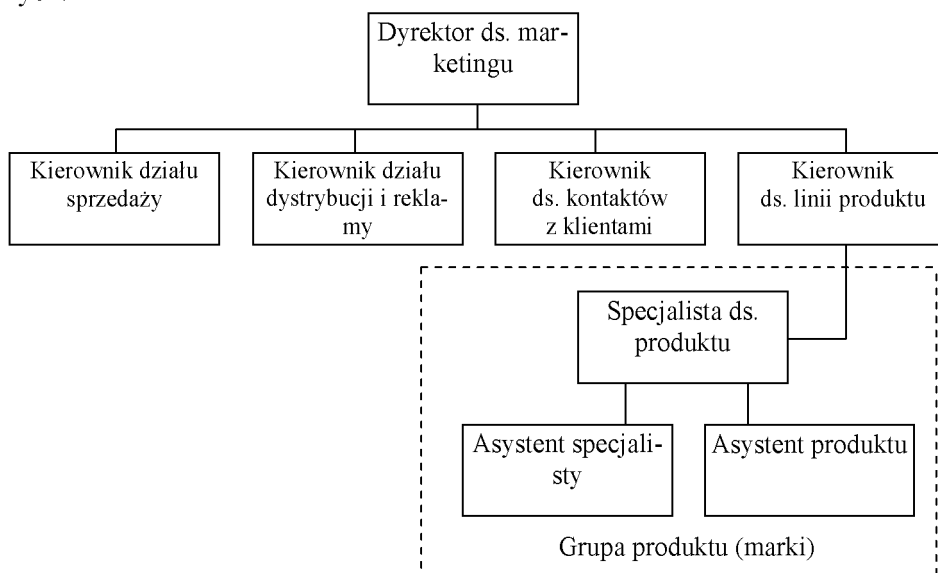 Dyrektor ds. mar-
ketingu
Kierownik działu
sprzedaży
Kierownik działu
dystrybucji i rekla-
my
Kierownik
ds. kontaktów
z klientami
Kierownik
ds. linii produktu
Specjalista ds.
produktu
Asystent specjali-
sty
Asystent produktu
Grupa produktu (marki)